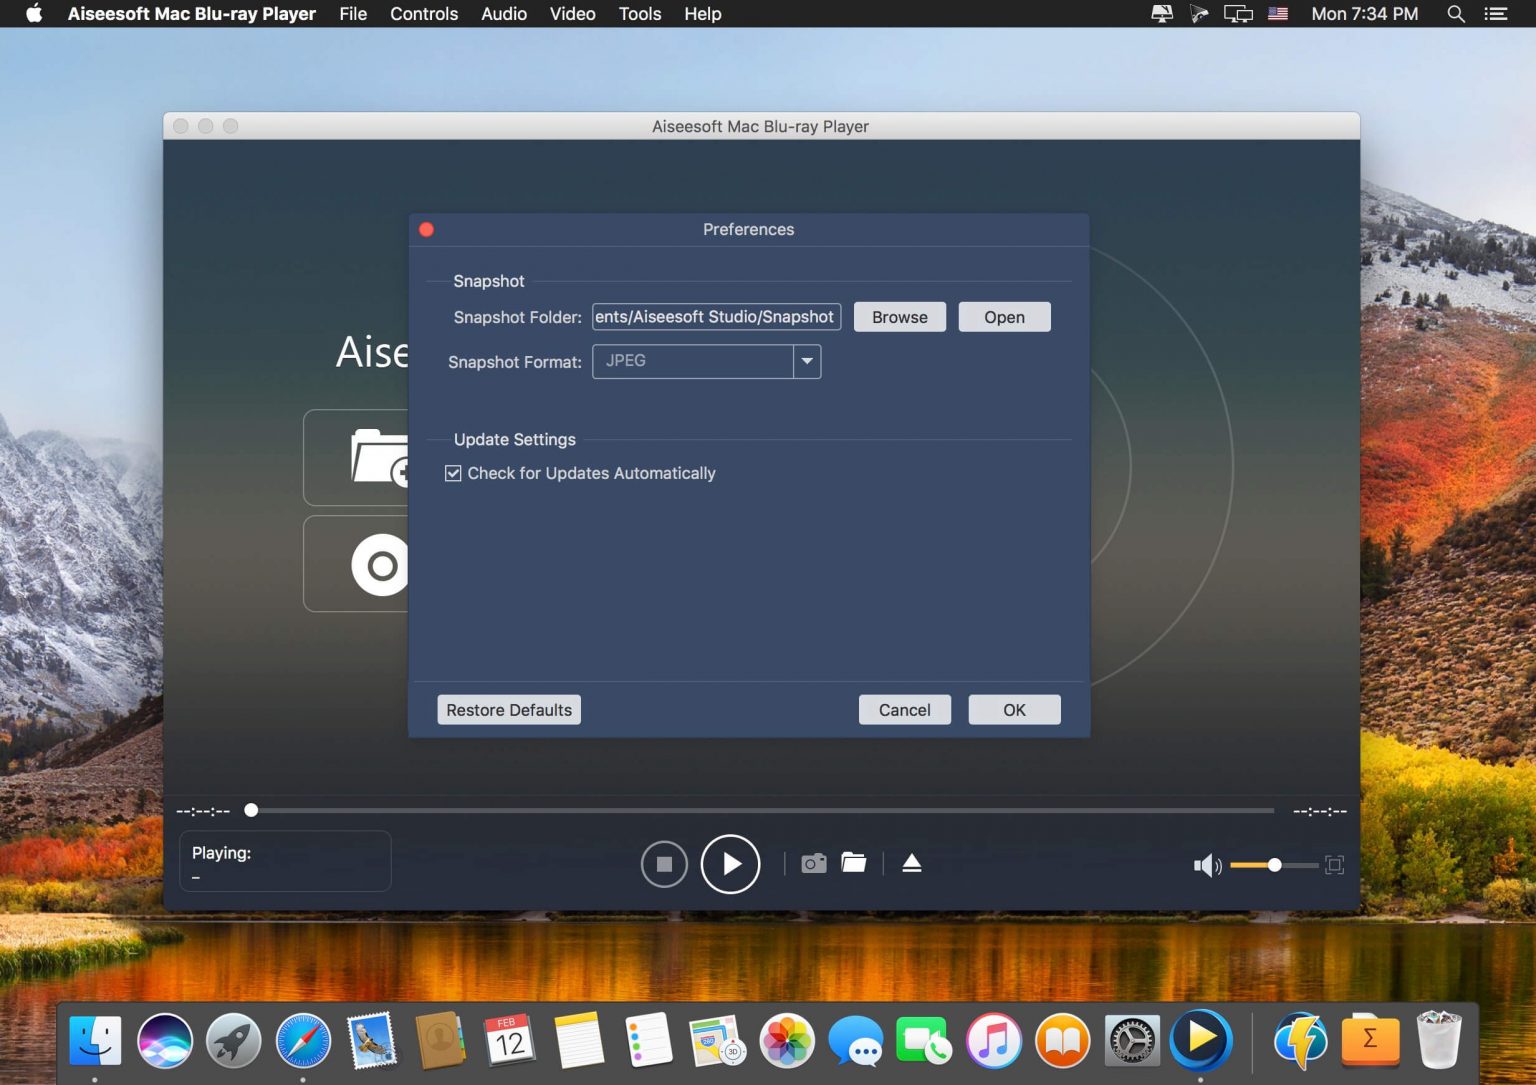 Aiseesoft Mac Blu-ray Player File Controls Audio Video Tools Help Mon 7:34 PM
Aiseesoft Mac Blu-ray Player
Preferences
Snapshot
Snapshot Folder: ents/Aiseesoft Studio/Snapshot Browse Open
Aise
Snapshot Format: JPEG
Update Settings
Check for Updates Automatically
Restore Defaults Cancel OK
--:--:-- --:--:--
Playing:
–
FEB
12
280
3D
Σ